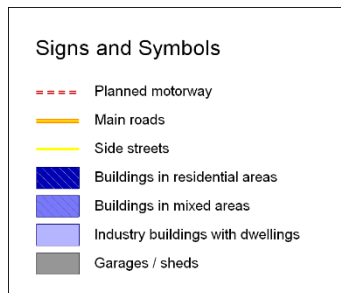 Signs and Symbols
Planned motorway
Main roads
Side streets
Buildings in residential areas
Buildings in mixed areas
Industry buildings with dwellings
Garages / sheds